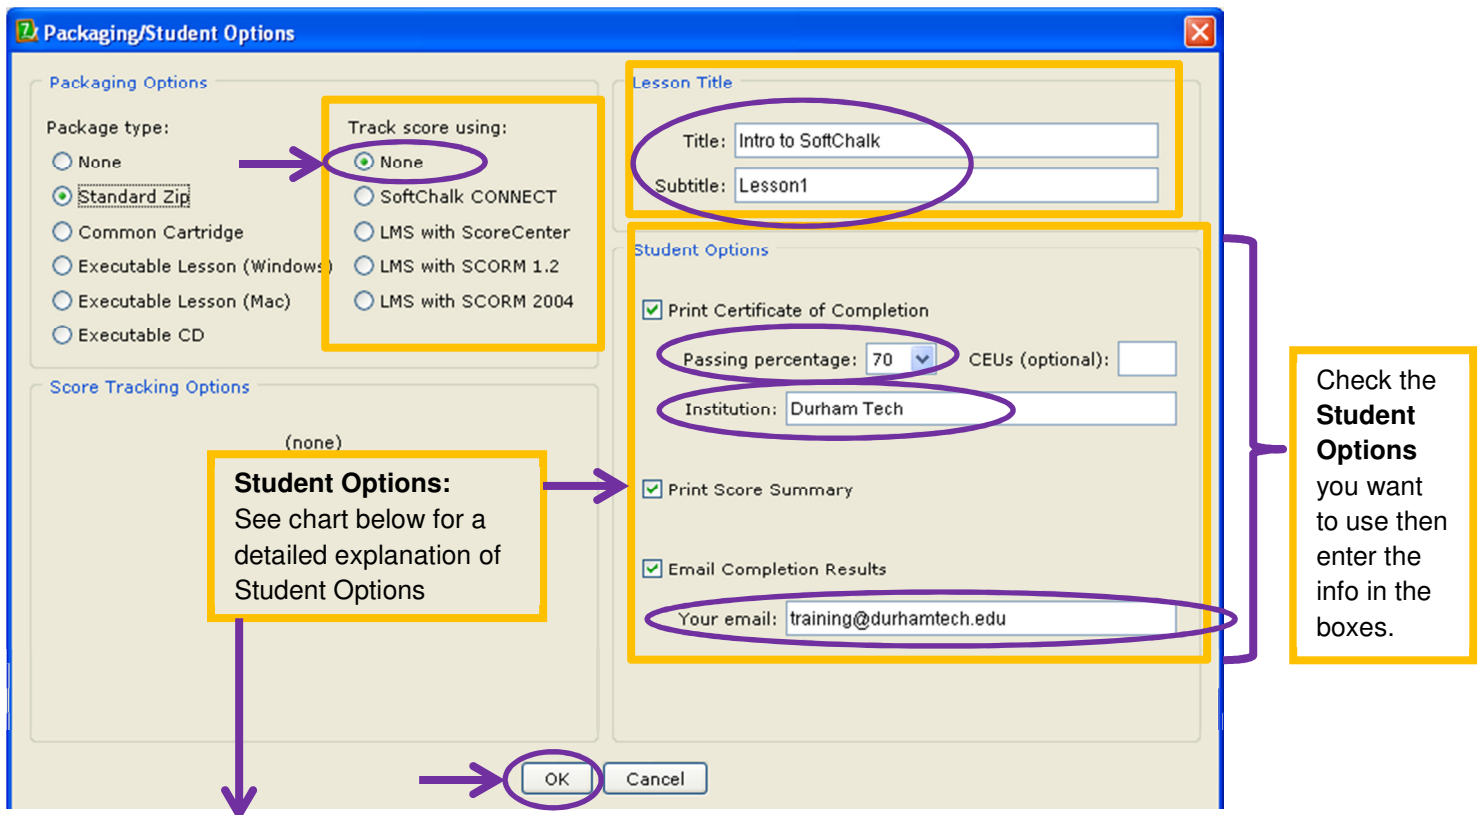 Packaging/Student Options
Packaging Options
Package type:
None
Standard Zip
Common Cartridge
Executable Lesson (Windows)
Executable Lesson (Mac)
Executable CD
Track score using:
None
SoftChalk CONNECT
LMS with ScoreCenter
LMS with SCORM 1.2
LMS with SCORM 2004
Score Tracking Options
(none)
Student Options:
See chart below for a
detailed explanation of
Student Options
Lesson Title
Title: Intro to SoftChalk
Subtitle: Lesson1
Student Options
Print Certificate of Completion
Passing percentage: 70 CEUs (optional):
Institution: Durham Tech
Print Score Summary
Email Completion Results
Your email: training@durhamtech.edu
OK Cancel
Check the
Student
Options
you want
to use then
enter the
info in the
boxes.